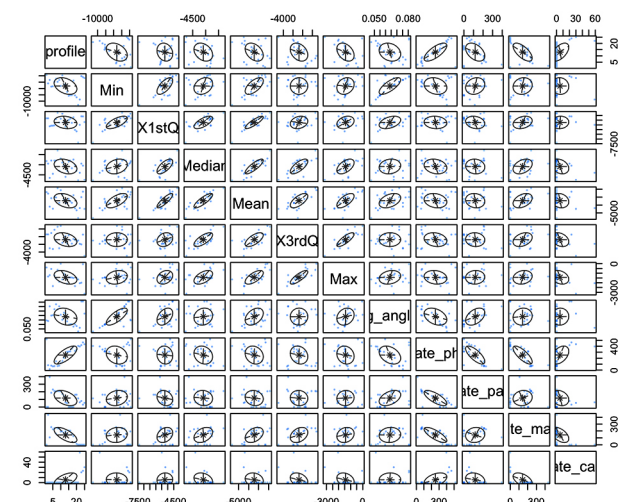 -10000 -4500 -4000 0.050 0.080 0 300 0 30 60
profile 5 20
-10000 Min
X1stQ -7500
-4500 Median
Mean -5000
-4000 X3rdQ
Max -3000 0
0.050 g_angl
ate_ph 0 400
0 300 ate_pa
te_ma 0 300
0 40 ate_ca
5 20 7500 4500 6000 3000 0 0 300 0 300